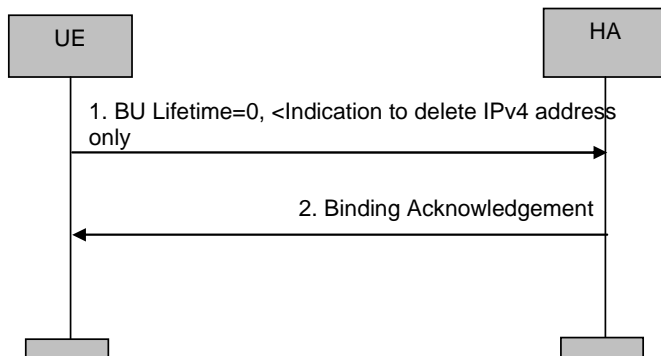 UE
HA
1. BU Lifetime=0, <Indication to delete IPv4 address
only
2. Binding Acknowledgement